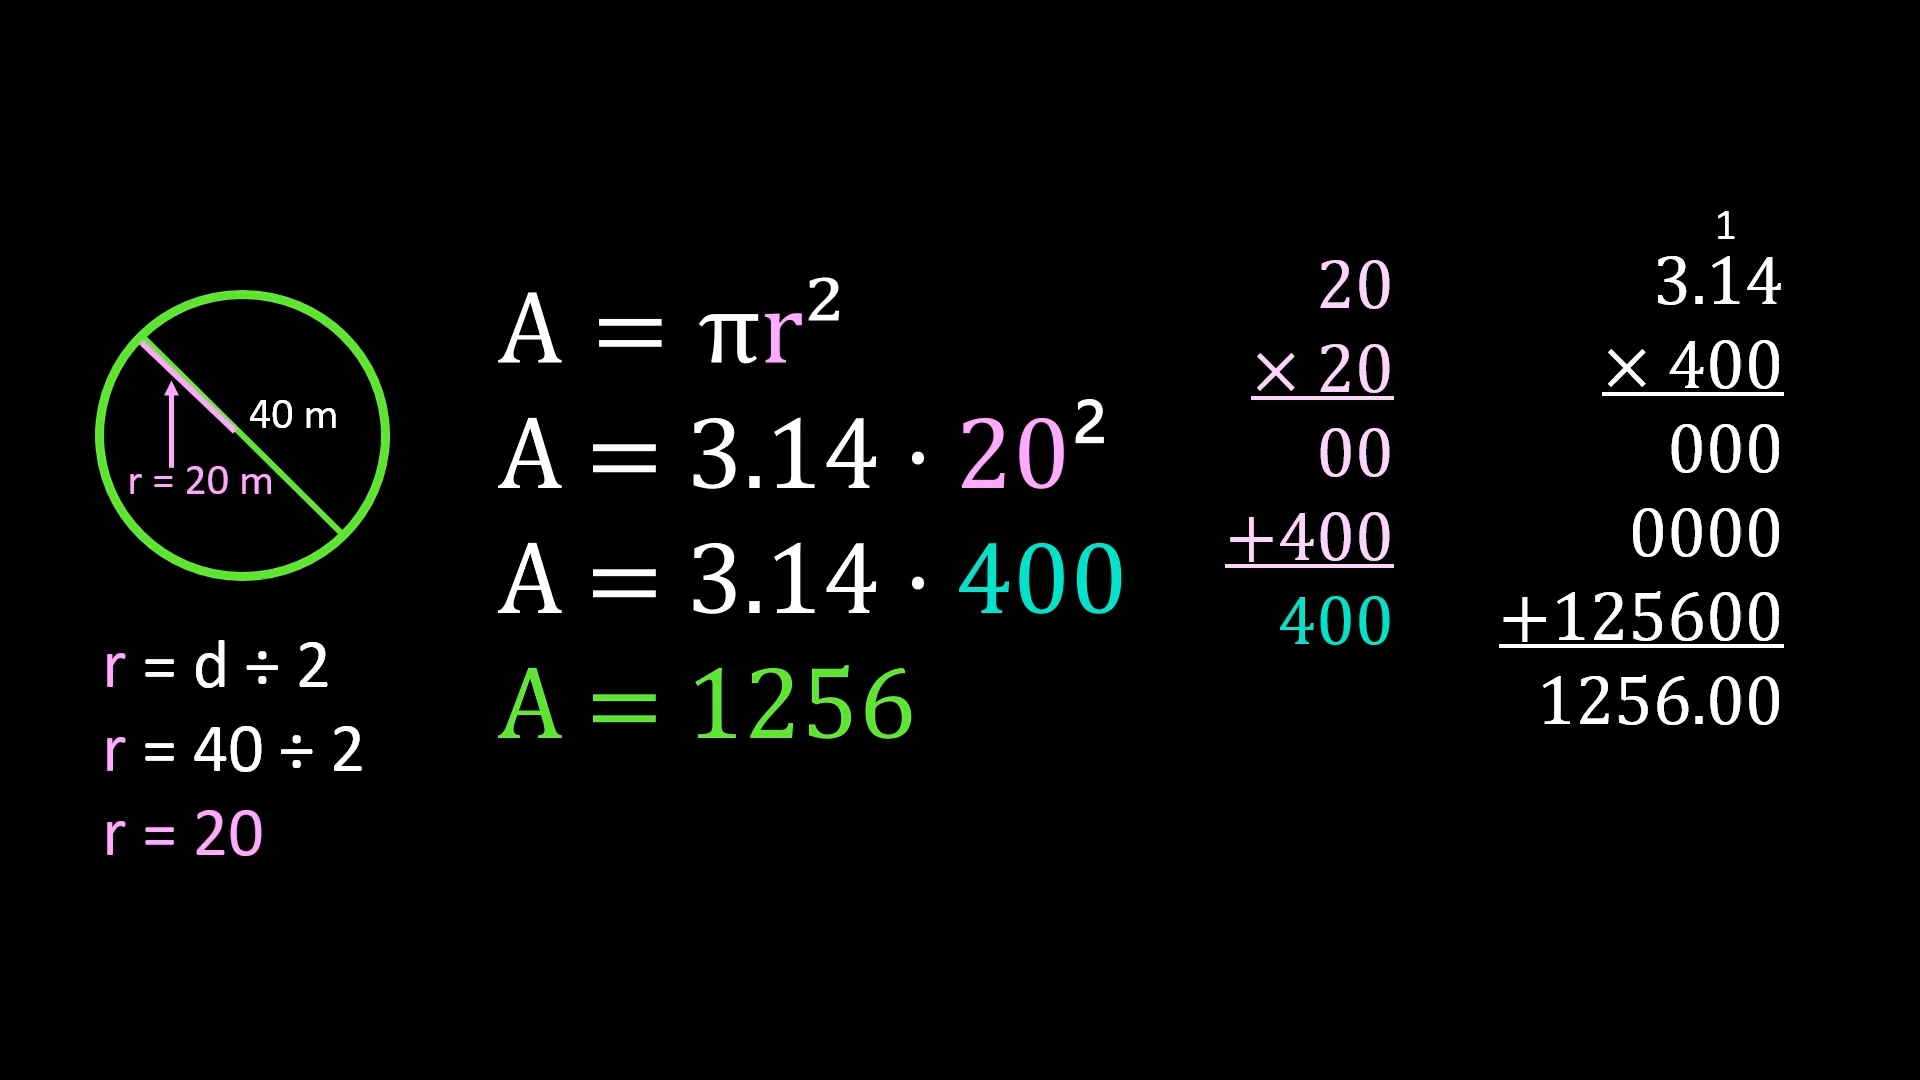 40 m
r = 20 m
r = d ÷ 2
r = 40 ÷ 2
r = 20
A = πr²
A = 3.14 · 20²
A = 3.14 · 400
A = 1256
20
× 20
00
+400
400
1
3.14
× 400
000
0000
+125600
1256.00